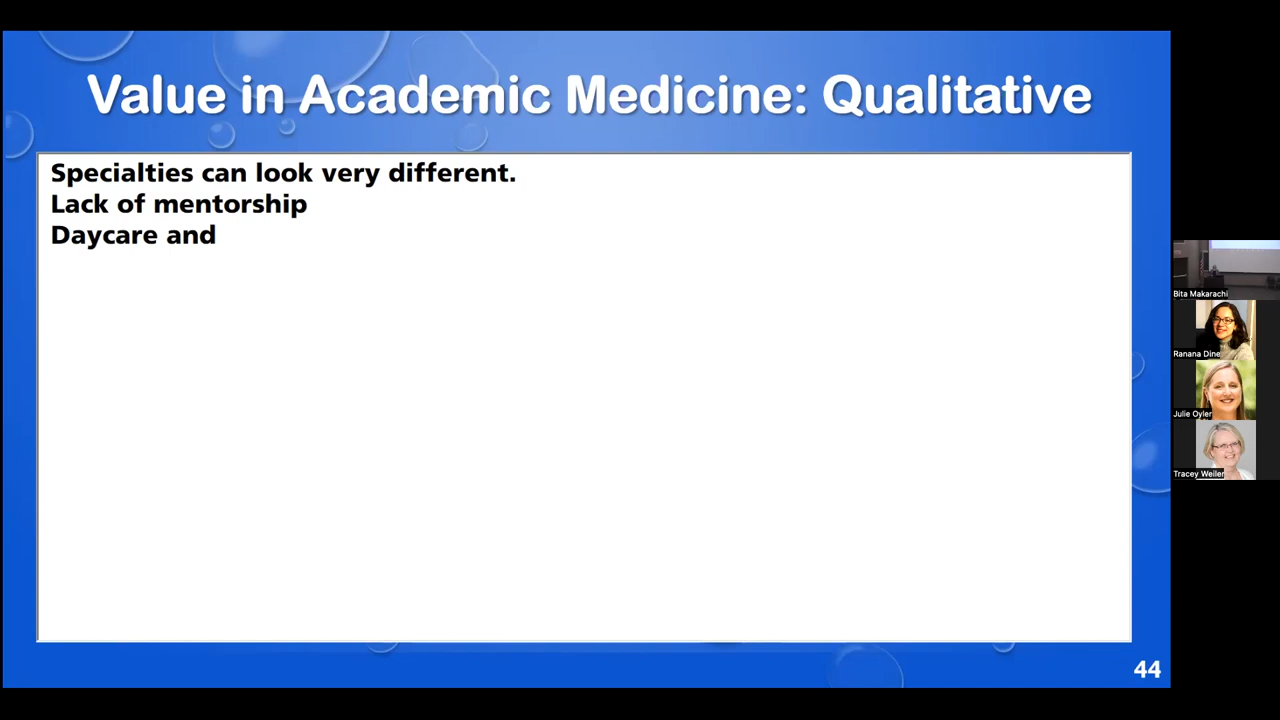 Value in Academic Medicine: Qualitative
Specialties can look very different.
Lack of mentorship
Daycare and
Bita Makarachi
Ranana Dine
Julie Oyler
Tracey Weiler
44